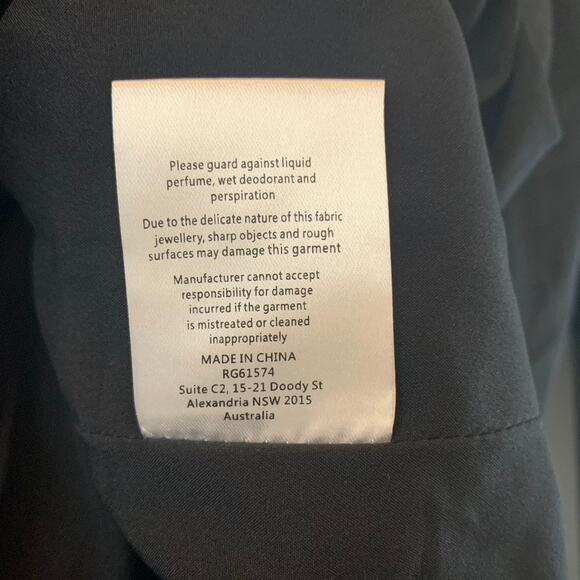 Please guard against liquid
perfume, wet deodorant and
perspiration
Due to the delicate nature of this fabric
jewellery, sharp objects and rough
surfaces may damage this garment
Manufacturer cannot accept
responsibility for damage
incurred if the garment
is mistreated or cleaned
inappropriately
MADE IN CHINA
RG61574
Suite C2, 15-21 Doody St
Alexandria NSW 2015
Australia